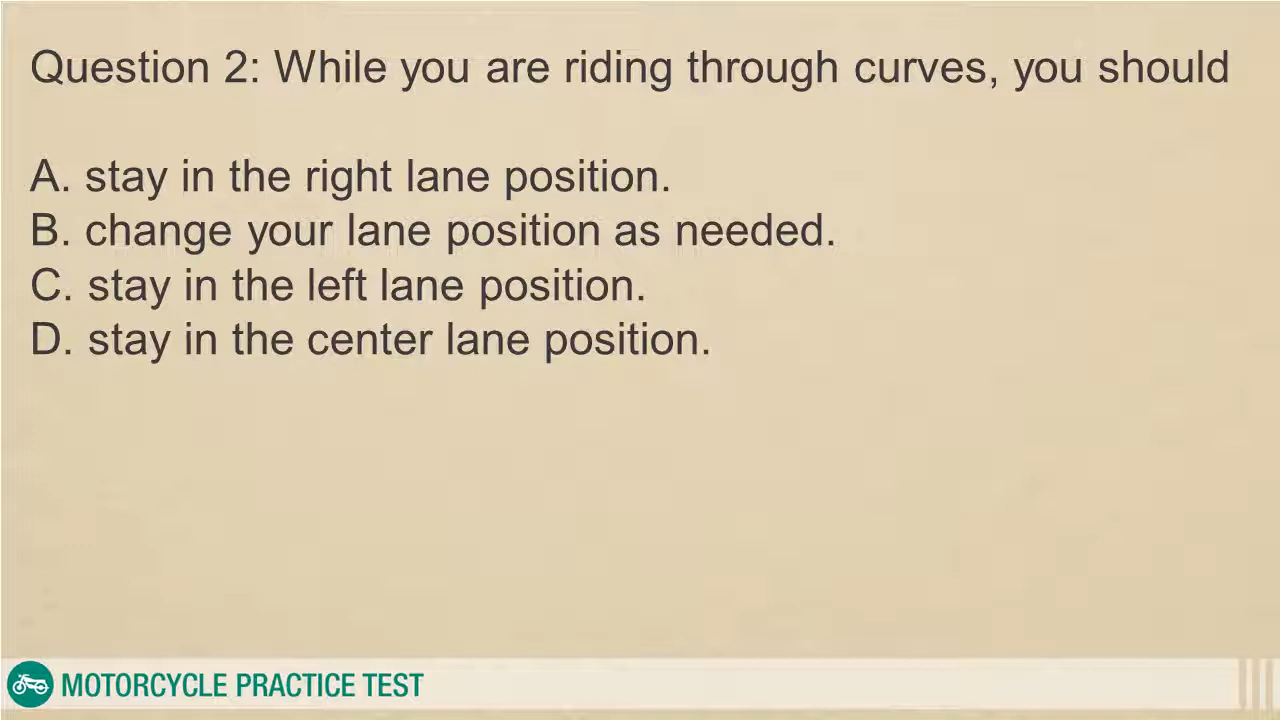 Question 2: While you are riding through curves, you should
A. stay in the right lane position.
B. change your lane position as needed.
C. stay in the left lane position.
D. stay in the center lane position.
MOTORCYCLE PRACTICE TEST